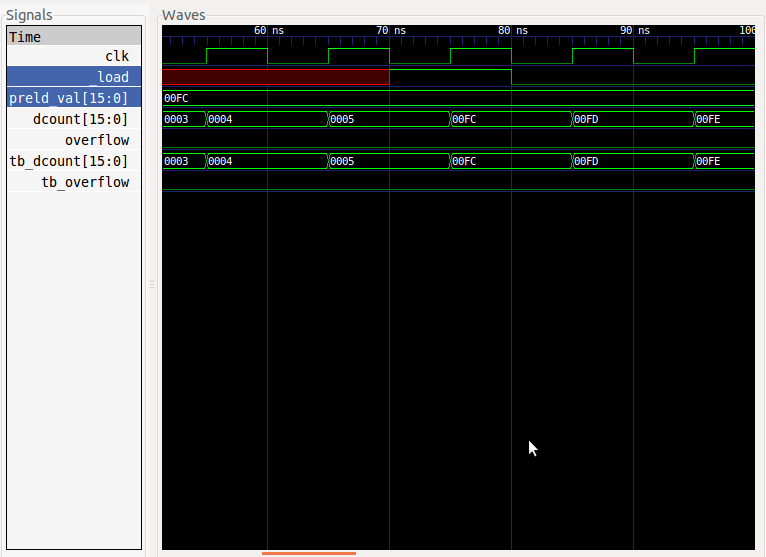 Signals
Waves
Time
60 ns 70 ns 80 ns 90 ns 100
clk
_load
preld_val[15:0]
00FC
dcount[15:0]
0003 0004 0005 00FC 00FD 00FE
overflow
tb_dcount[15:0]
0003 0004 0005 00FC 00FD 00FE
tb_overflow